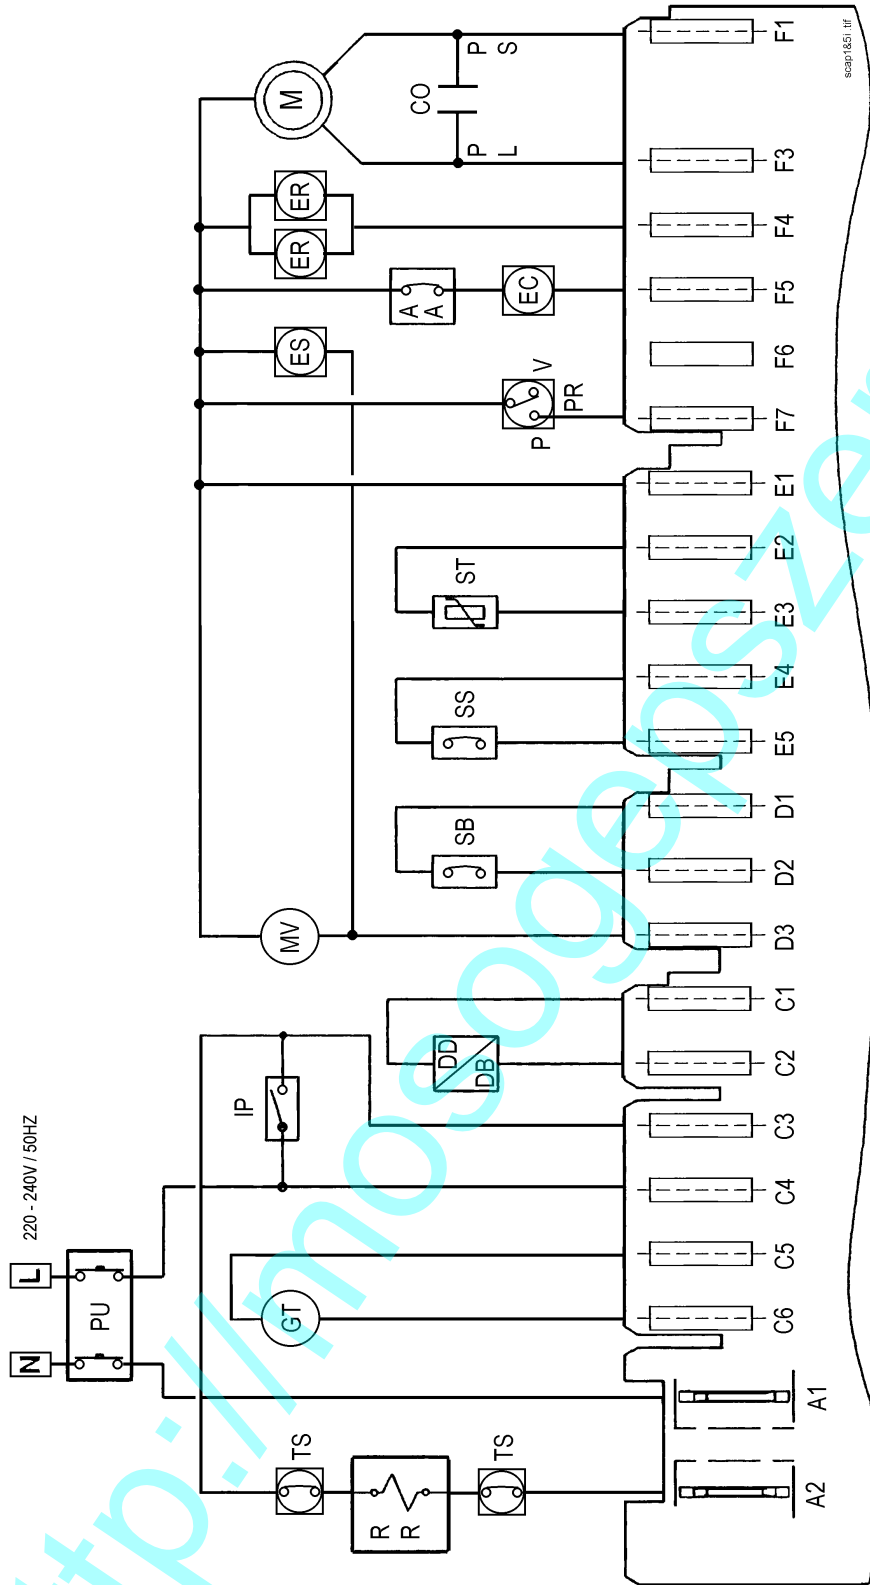 220 - 240V / 50HZ
N
L
PU
IP
GT
TS
R
R
TS
DD
DB
MV
SB
SS
ST
ES
P
V
PR
A
A
EC
ER
ER
M
CO
P
S
P
L
A2
A1
C6
C5
C4
C3
C2
C1
D3
D2
D1
E5
E4
E3
E2
E1
F7
F6
F5
F4
F3
F1
scap1&5i .tif
tp://mosogepsze